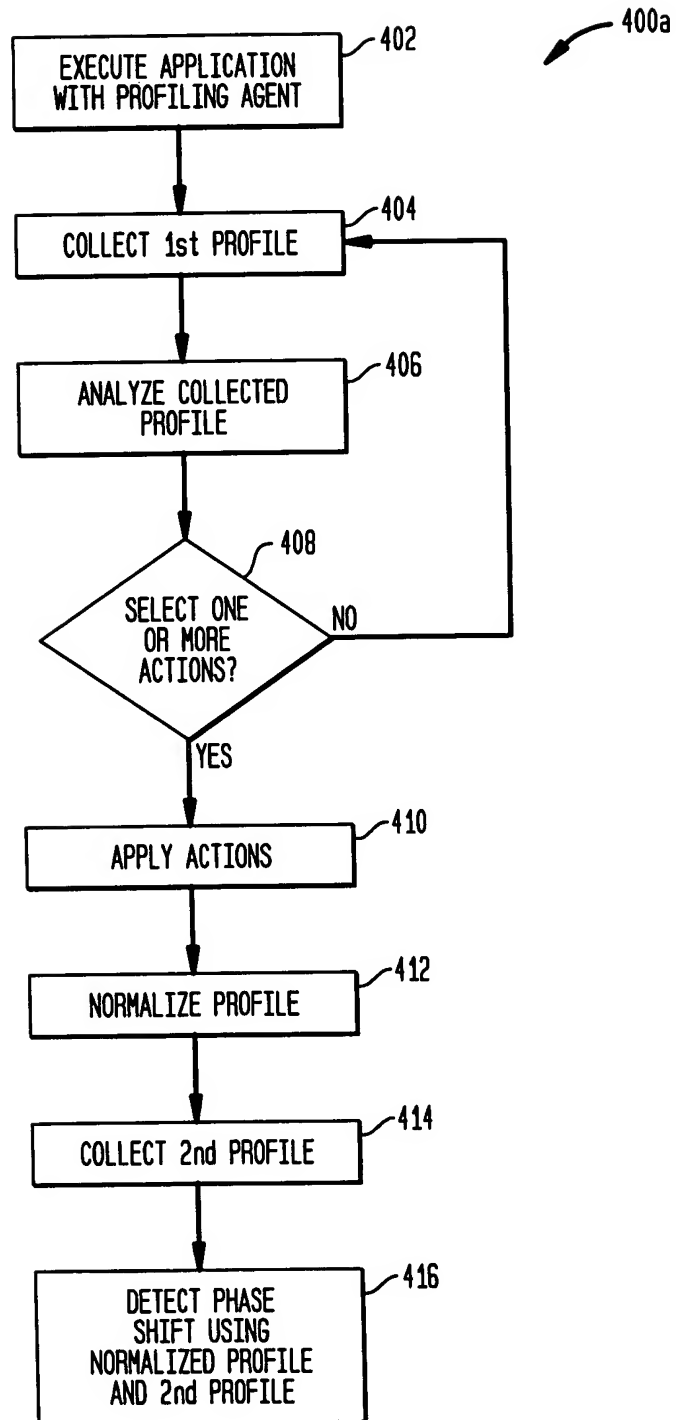 400a
402
EXECUTE APPLICATION
WITH PROFILING AGENT
404
COLLECT 1st PROFILE
406
ANALYZE COLLECTED
PROFILE
408
SELECT ONE
OR MORE
ACTIONS?
NO
YES
410
APPLY ACTIONS
412
NORMALIZE PROFILE
414
COLLECT 2nd PROFILE
416
DETECT PHASE
SHIFT USING
NORMALIZED PROFILE
AND 2nd PROFILE